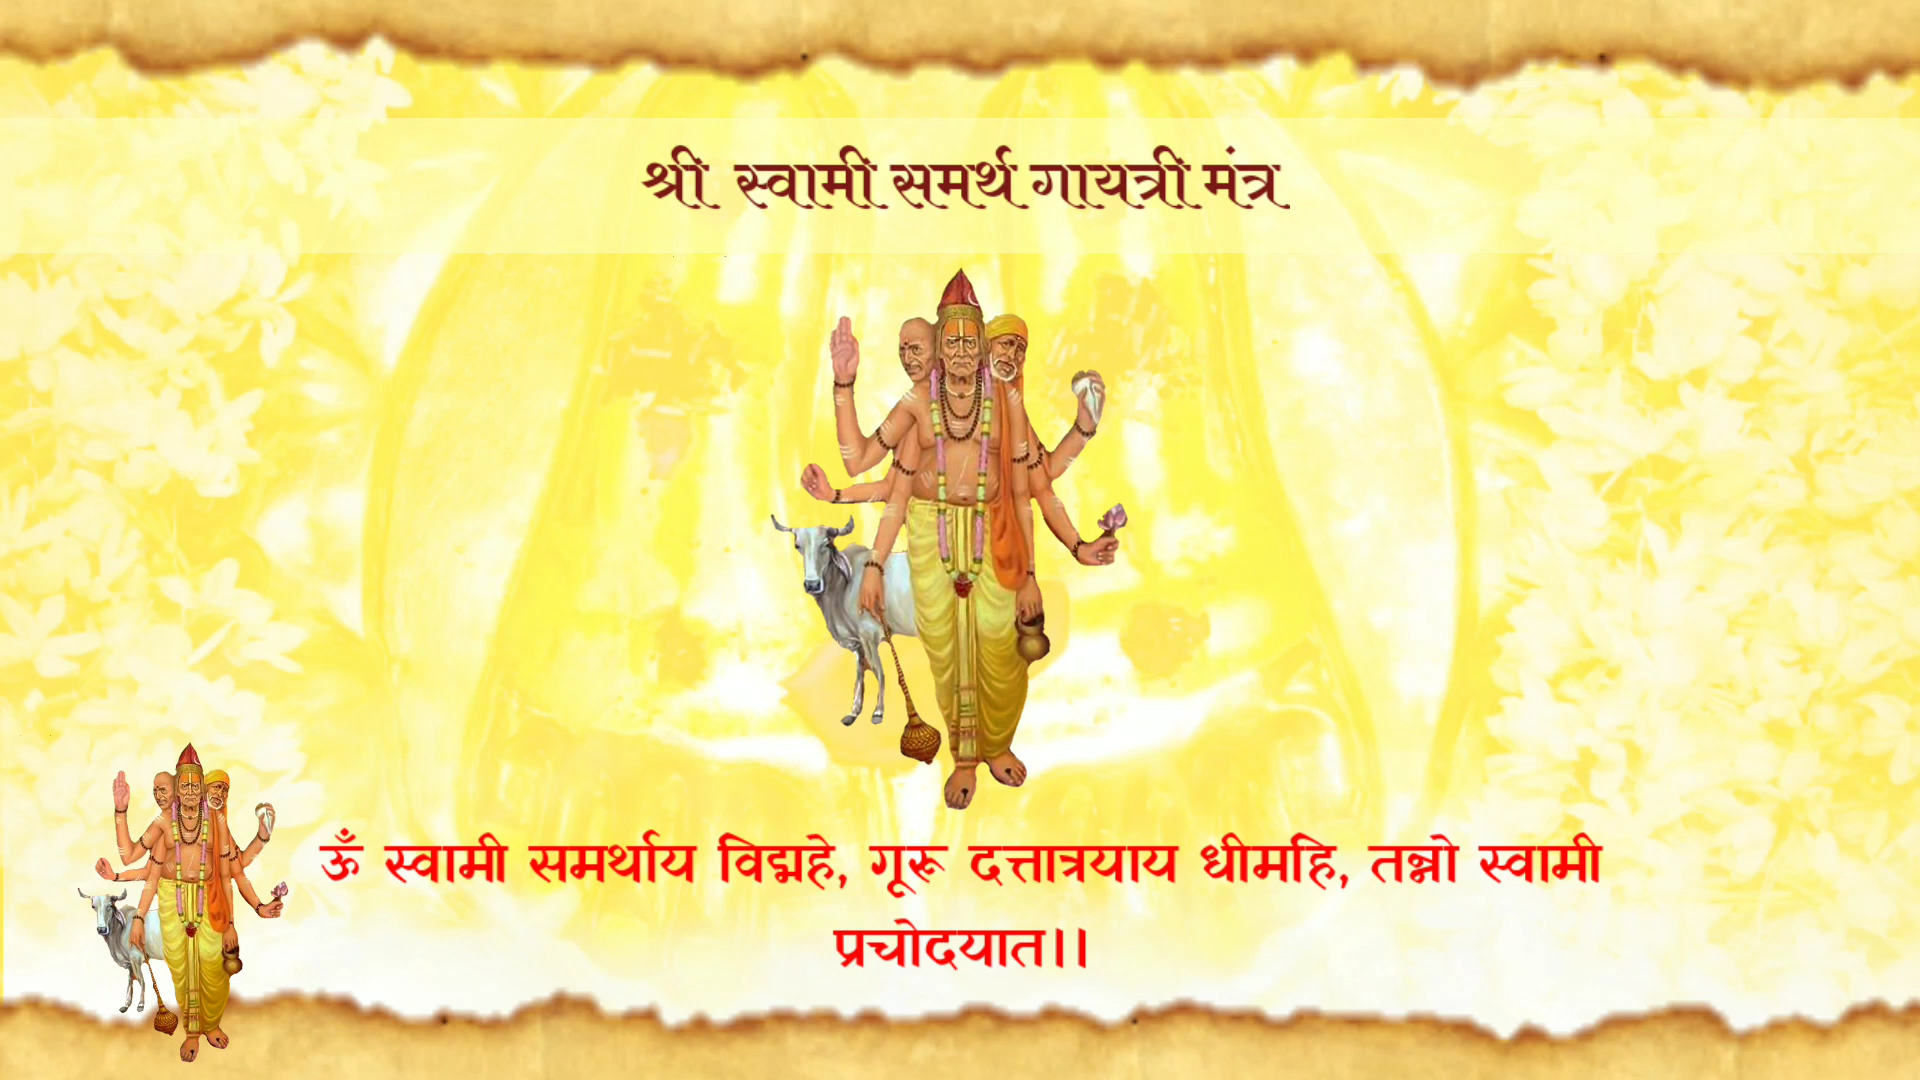 श्री स्वामी समर्थ गायत्री मंत्र
ॐ स्वामी समर्थाय विद्महे, गूरू दत्तात्रयाय धीमहि, तन्नो स्वामी
प्रचोदयात।।